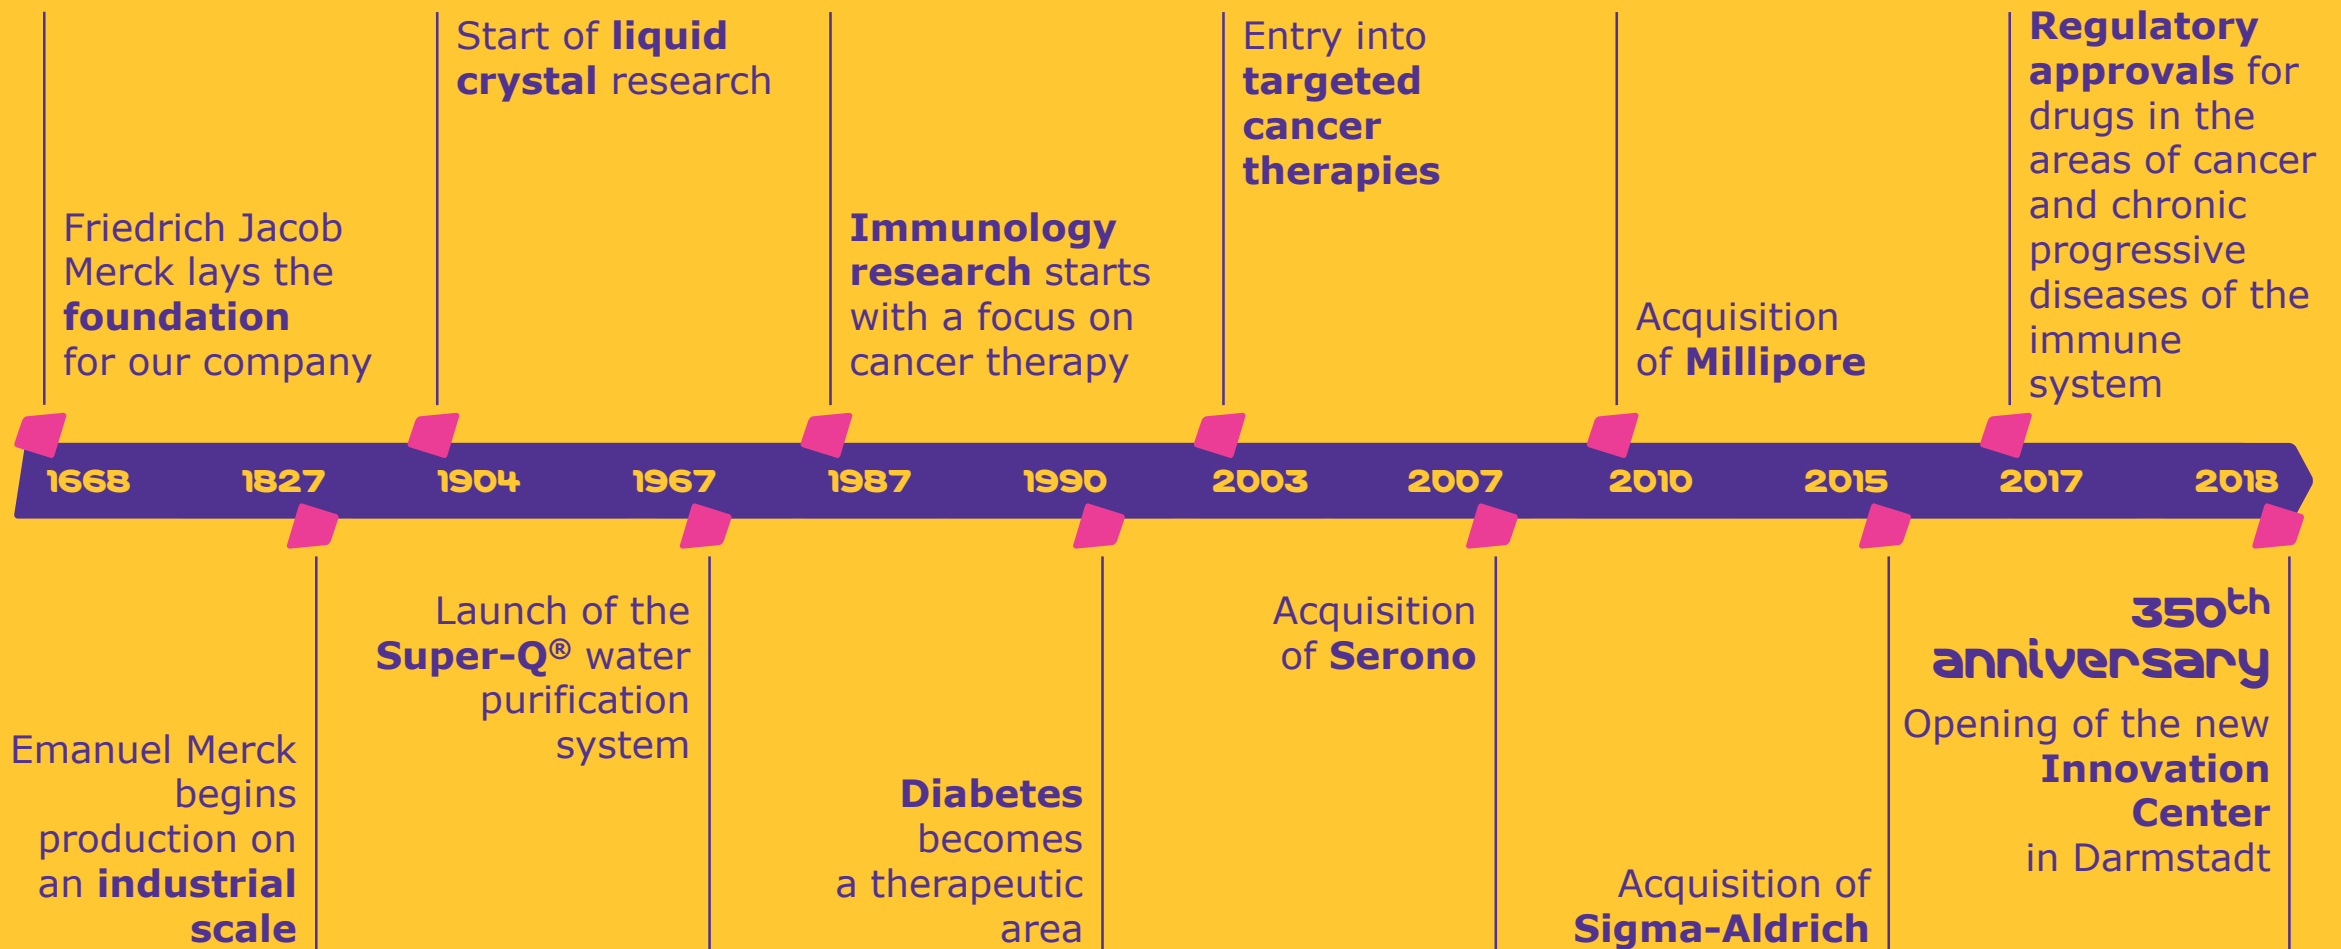 Friedrich Jacob
Merck lays the
foundation
for our company
Start of liquid
crystal research
Immunology
research starts
with a focus on
cancer therapy
Entry into
targeted
cancer
therapies
Acquisition
of Millipore
Regulatory
approvals for
drugs in the
areas of cancer
and chronic
progressive
diseases of the
immune
system
1668 1827 1904 1967 1987 1990 2003 2007 2010 2015 2017 2018
Emanuel Merck
begins
production on
an industrial
scale
Launch of the
Super-Q® water
purification
system
Diabetes
becomes
a therapeutic
area
Acquisition
of Serono
Acquisition of
Sigma-Aldrich
350th
anniversary
Opening of the new
Innovation
Center
in Darmstadt